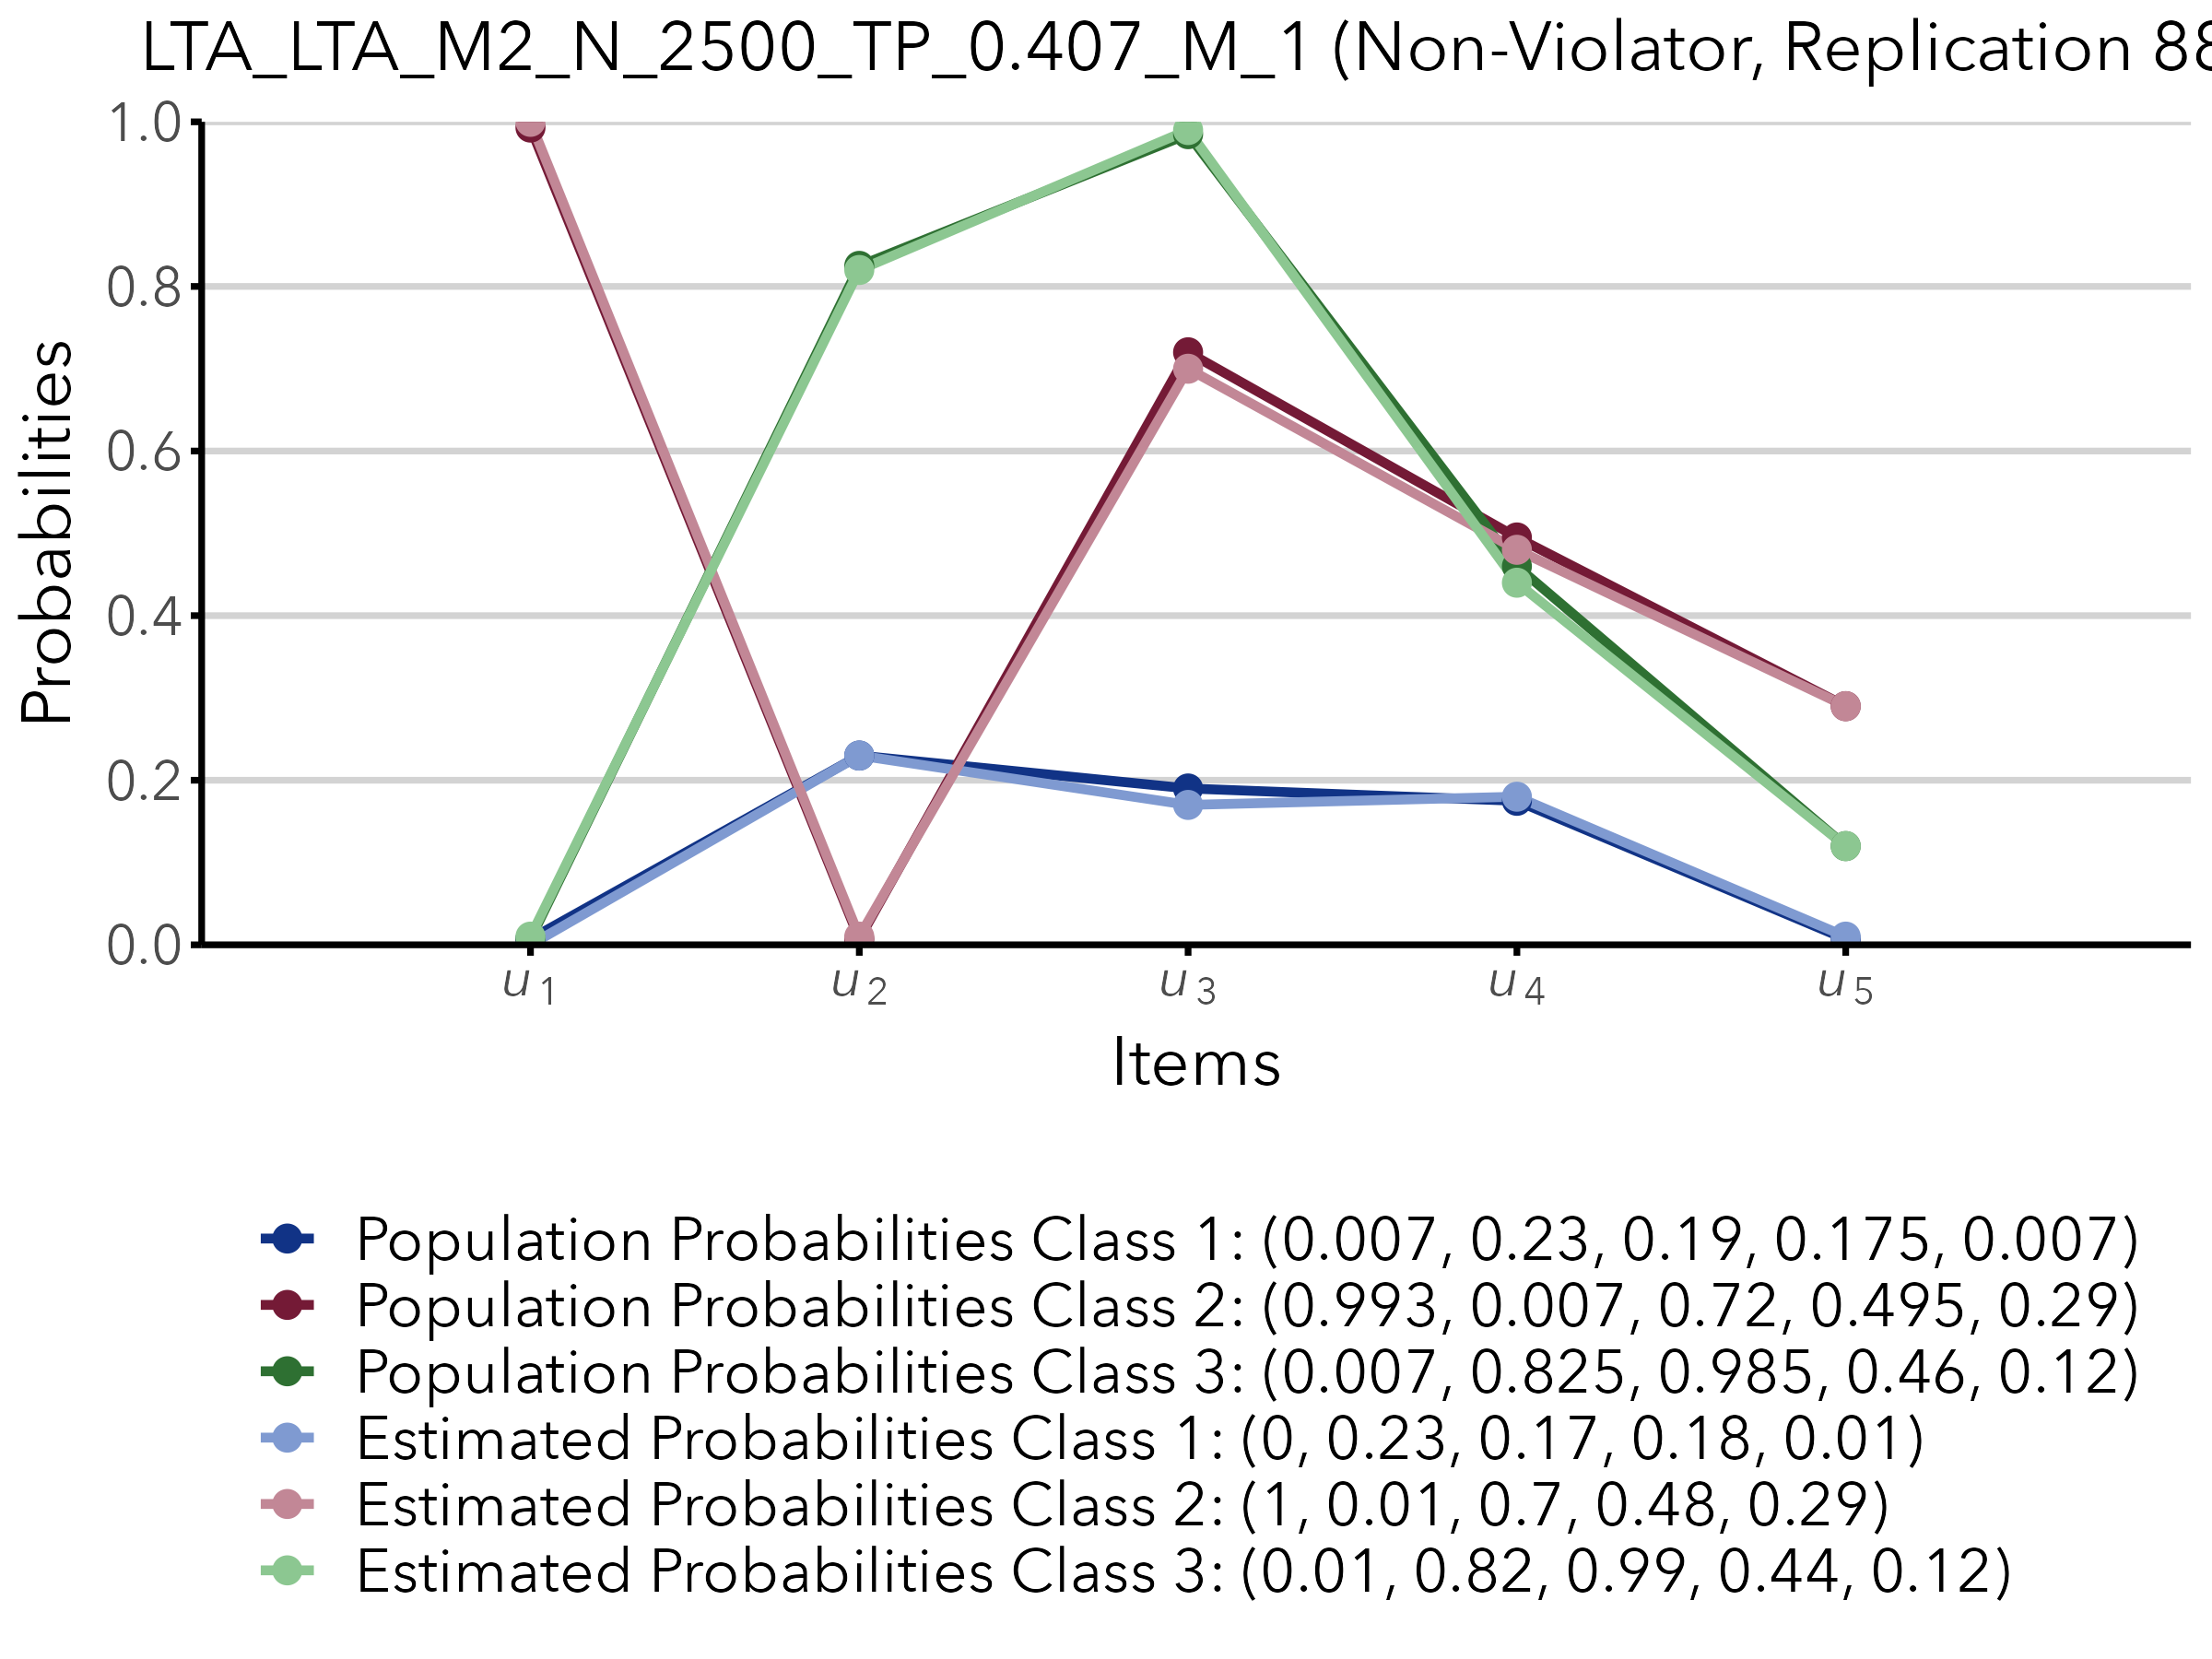 LTA_LTA_M2_N_2500_TP_0.407_M_1 (Non-Violator, Replication 88
1.0
0.8
0.6
0.4
0.2
0.0
Probabilities
u1 u2 u3 u4 u5
Items
Population Probabilities Class 1: (0.007, 0.23, 0.19, 0.175, 0.007)
Population Probabilities Class 2: (0.993, 0.007, 0.72, 0.495, 0.29)
Population Probabilities Class 3: (0.007, 0.825, 0.985, 0.46, 0.12)
Estimated Probabilities Class 1: (0, 0.23, 0.17, 0.18, 0.01)
Estimated Probabilities Class 2: (1, 0.01, 0.7, 0.48, 0.29)
Estimated Probabilities Class 3: (0.01, 0.82, 0.99, 0.44, 0.12)